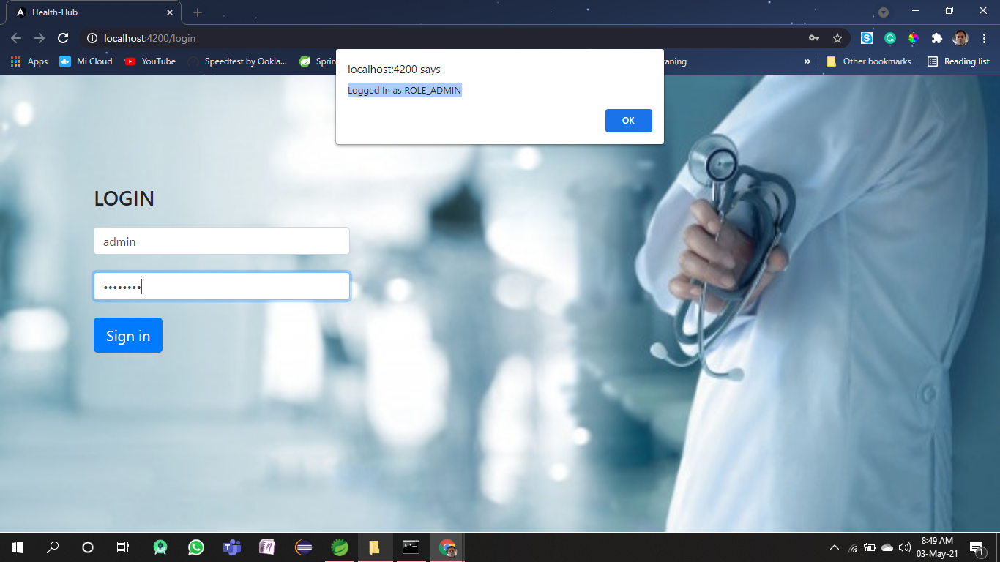 Health-Hub
localhost:4200/login
Apps Mi Cloud YouTube Speedtest by Ookla... Sprin raning » Other bookmarks Reading list
localhost:4200 says
Logged In as ROLE_ADMIN
OK
LOGIN
admin
••••••••
Sign in
8:49 AM
03-May-21
1